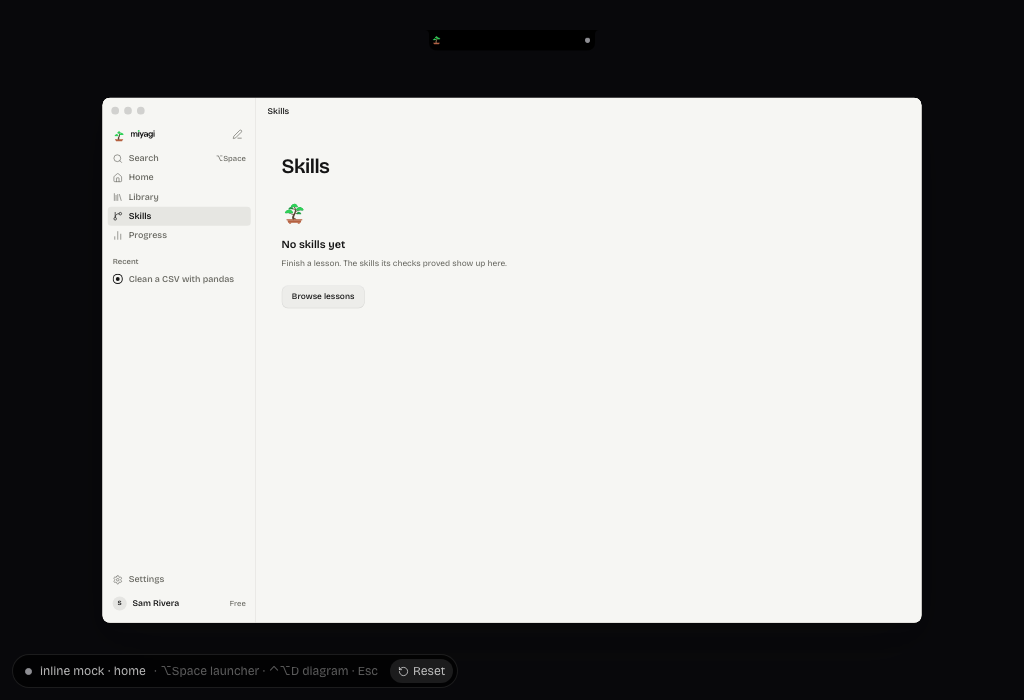 Skills
miyagi
Search ⌥Space
Home
Library
Skills
Progress
Recent
Clean a CSV with pandas
Settings
S Sam Rivera Free
Skills
No skills yet
Finish a lesson. The skills its checks proved show up here.
Browse lessons
inline mock · home · ⌥Space launcher · ^⌥D diagram · Esc Reset